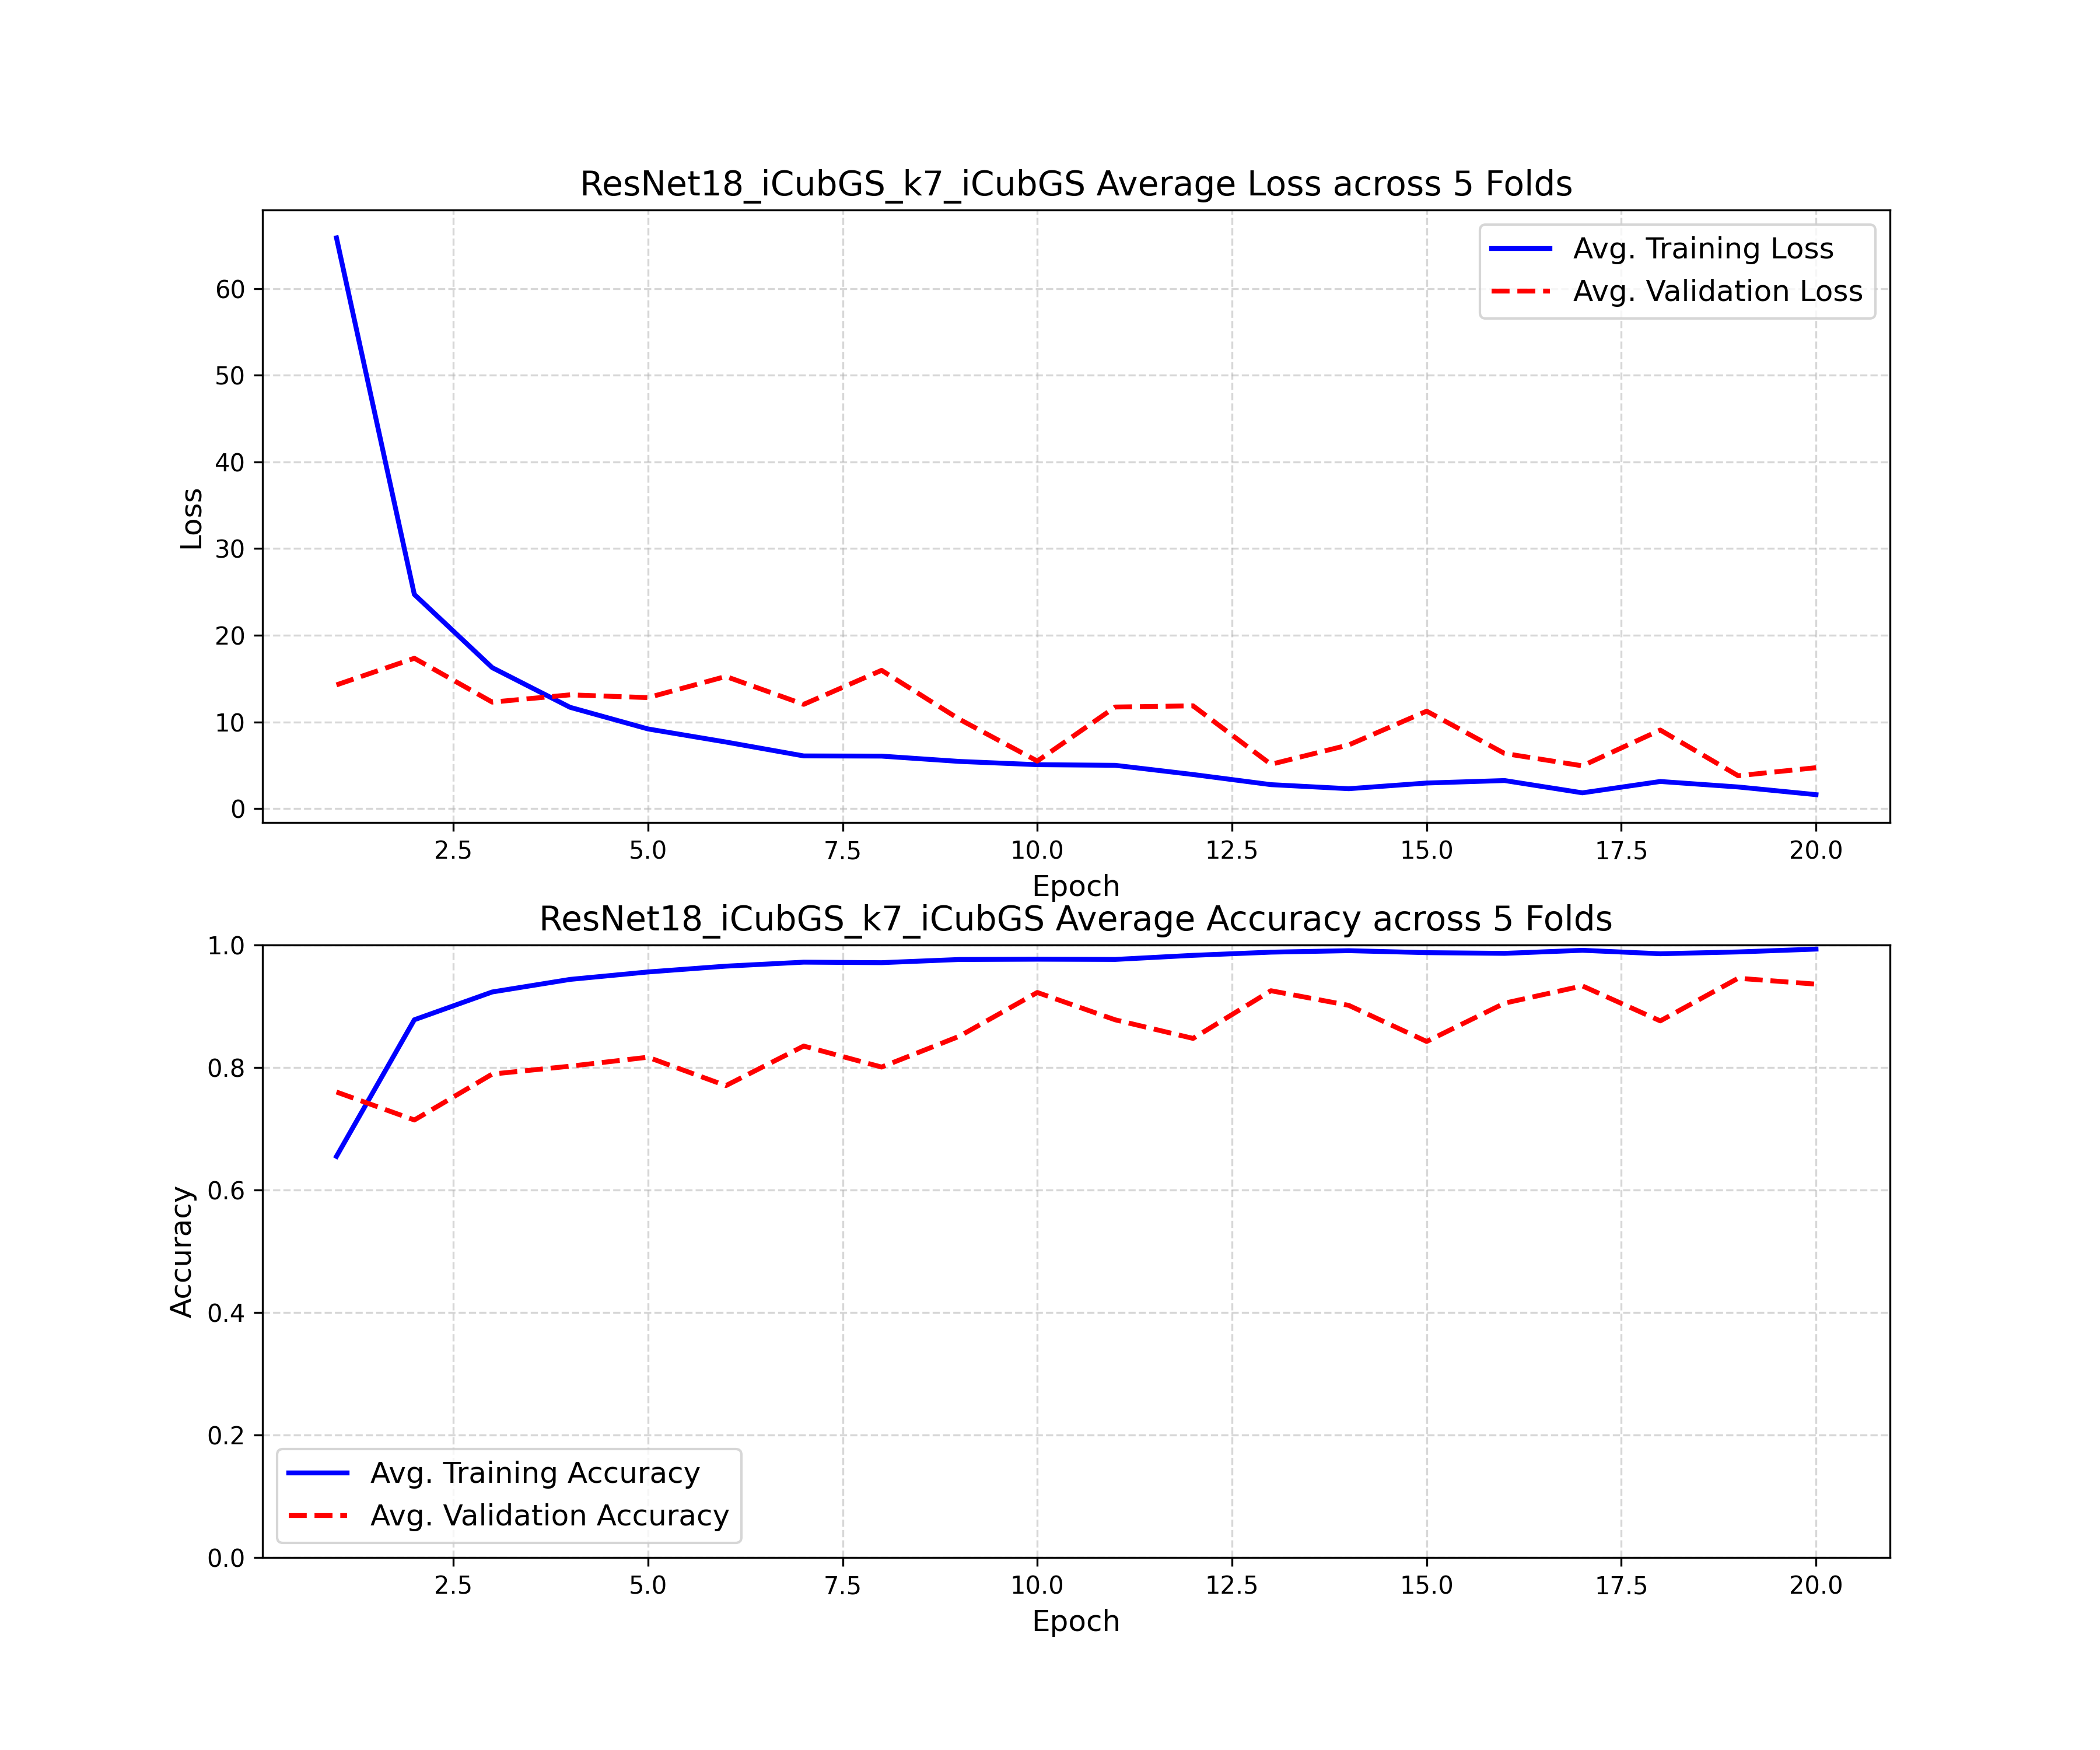 ResNet18_iCubGS_k7_iCubGS Average Loss across 5 Folds
Avg. Training Loss
Avg. Validation Loss
60
50
40
30
20
10
0
Loss
2.5 5.0 7.5 10.0 12.5 15.0 17.5 20.0
Epoch
ResNet18_iCubGS_k7_iCubGS Average Accuracy across 5 Folds
1.0
0.8
0.6
0.4
0.2
0.0
Accuracy
Avg. Training Accuracy
Avg. Validation Accuracy
2.5 5.0 7.5 10.0 12.5 15.0 17.5 20.0
Epoch